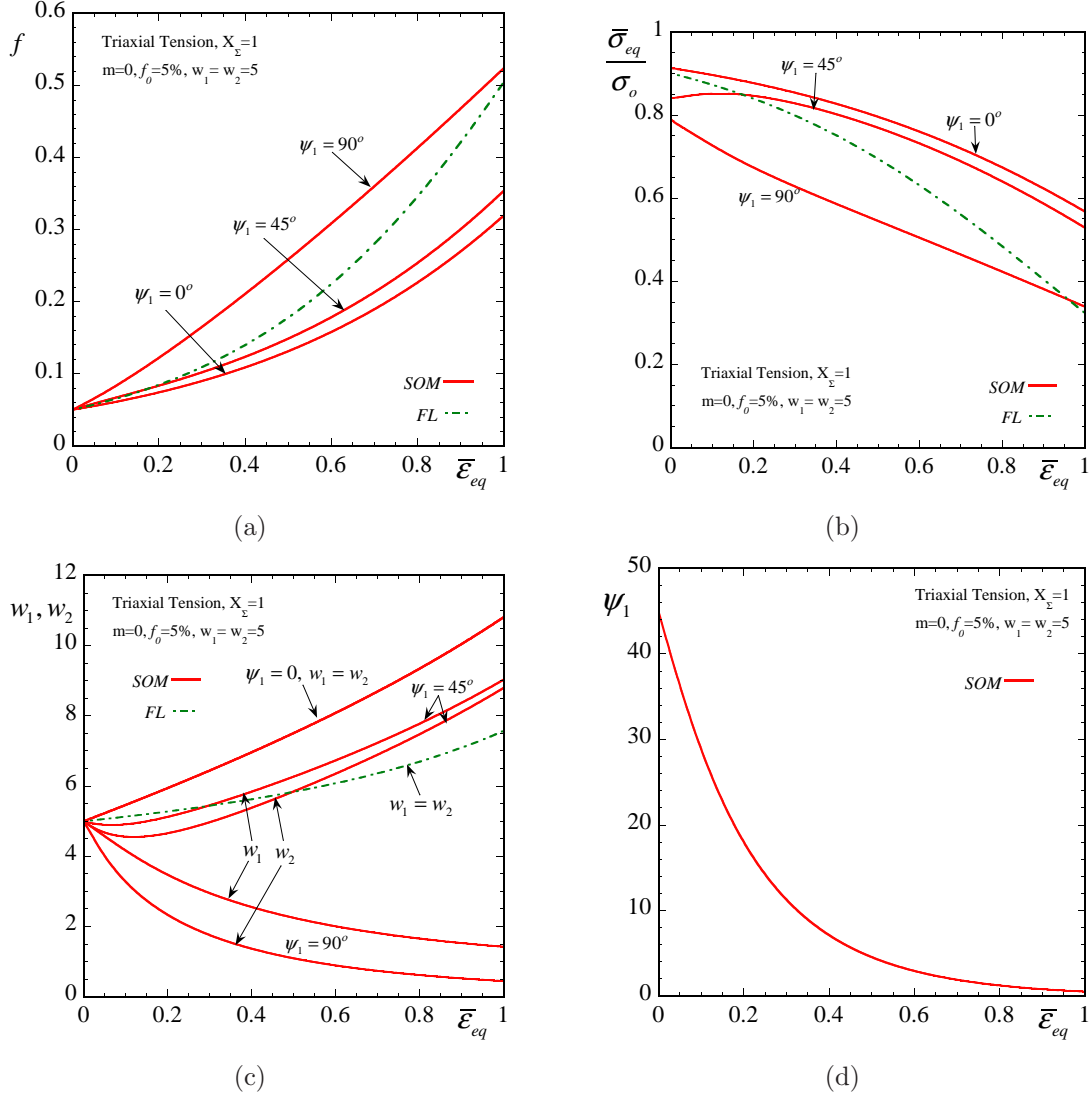 f
0.6
0.5
0.4
0.3
0.2
0.1
0
Triaxial Tension, X_Σ=1
m=0, f_0=5%, w_1= w_2=5
ψ_1 = 90^o
ψ_1 = 45^o
ψ_1 = 0^o
SOM
FL
0 0.2 0.4 0.6 0.8 1
ε̄_eq
(a)
σ̄_eq
σ_o
1
0.8
0.6
0.4
0.2
0
ψ_1 = 45^o
ψ_1 = 0^o
ψ_1 = 90^o
Triaxial Tension, X_Σ=1
m=0, f_0=5%, w_1= w_2=5
SOM
FL
0 0.2 0.4 0.6 0.8 1
ε̄_eq
(b)
w_1, w_2
12
10
8
6
4
2
0
Triaxial Tension, X_Σ=1
m=0, f_0=5%, w_1= w_2=5
SOM
FL
ψ_1 = 0, w_1 = w_2
ψ_1 = 45^o
w_1 = w_2
w_1
w_2
ψ_1 = 90^o
0 0.2 0.4 0.6 0.8 1
ε̄_eq
(c)
ψ_1
50
40
30
20
10
0
Triaxial Tension, X_Σ=1
m=0, f_0=5%, w_1= w_2=5
SOM
0 0.2 0.4 0.6 0.8 1
ε̄_eq
(d)